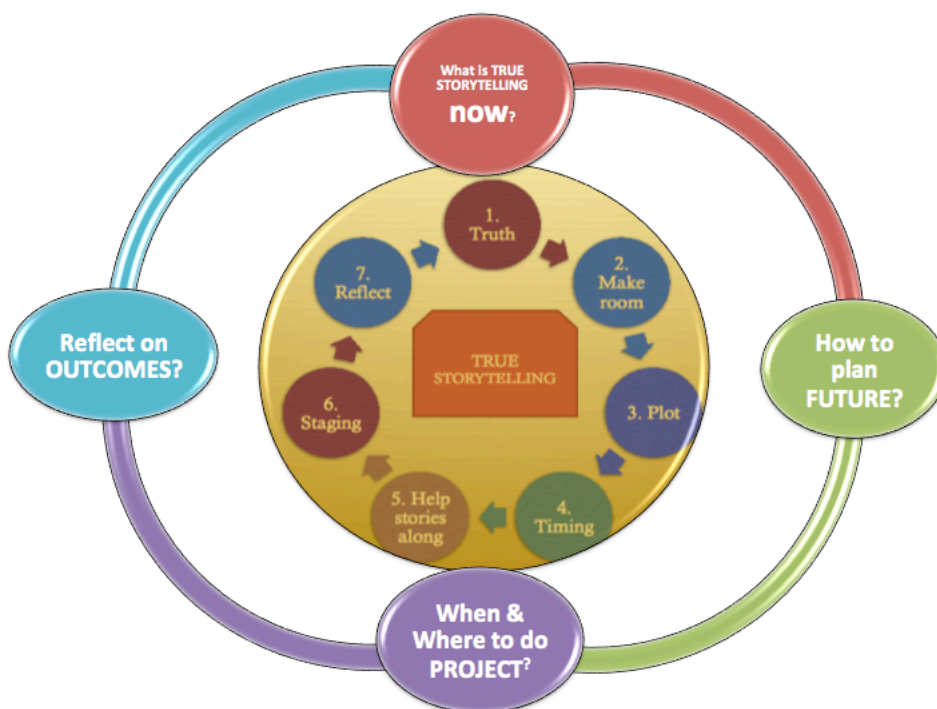 What is TRUE
STORYTELLING
now?
1.
Truth
2.
Make
room
3. Plot
4.
Timing
5. Help
stories
along
6.
Staging
7.
Reflect
TRUE
STORYTELLING
How to
plan
FUTURE?
When &
Where to do
PROJECT?
Reflect on
OUTCOMES?